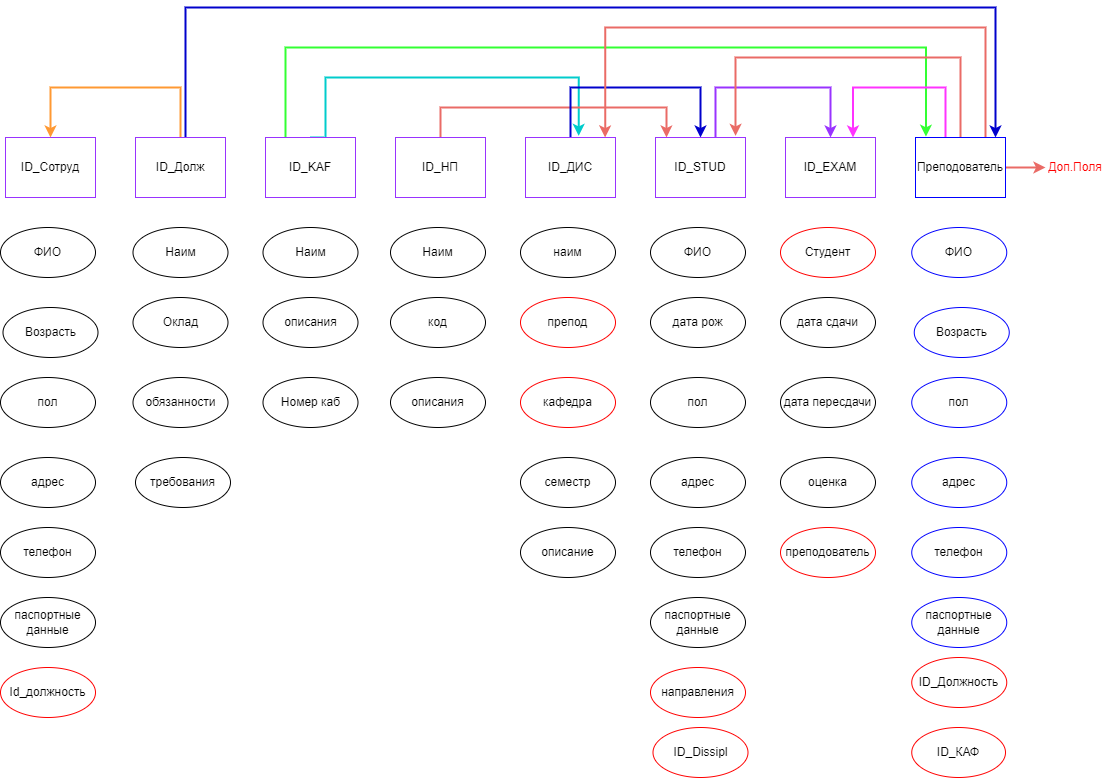 ID_Сотруд
ID_Долж
ID_KAF
ID_НП
ID_ДИС
ID_STUD
ID_EXAM
Преподователь
Доп.Поля
ФИО
Наим
Наим
Наим
наим
ФИО
Студент
ФИО
Возрасть
Оклад
описания
код
препод
дата рож
дата сдачи
Возрасть
пол
обязанности
Номер каб
описания
кафедра
пол
дата пересдачи
пол
адрес
требования
семестр
адрес
оценка
адрес
телефон
описание
телефон
преподователь
телефон
паспортные
данные
паспортные
данные
паспортные
данные
Id_должность
направления
ID_Должность
ID_Dissipl
ID_КАФ